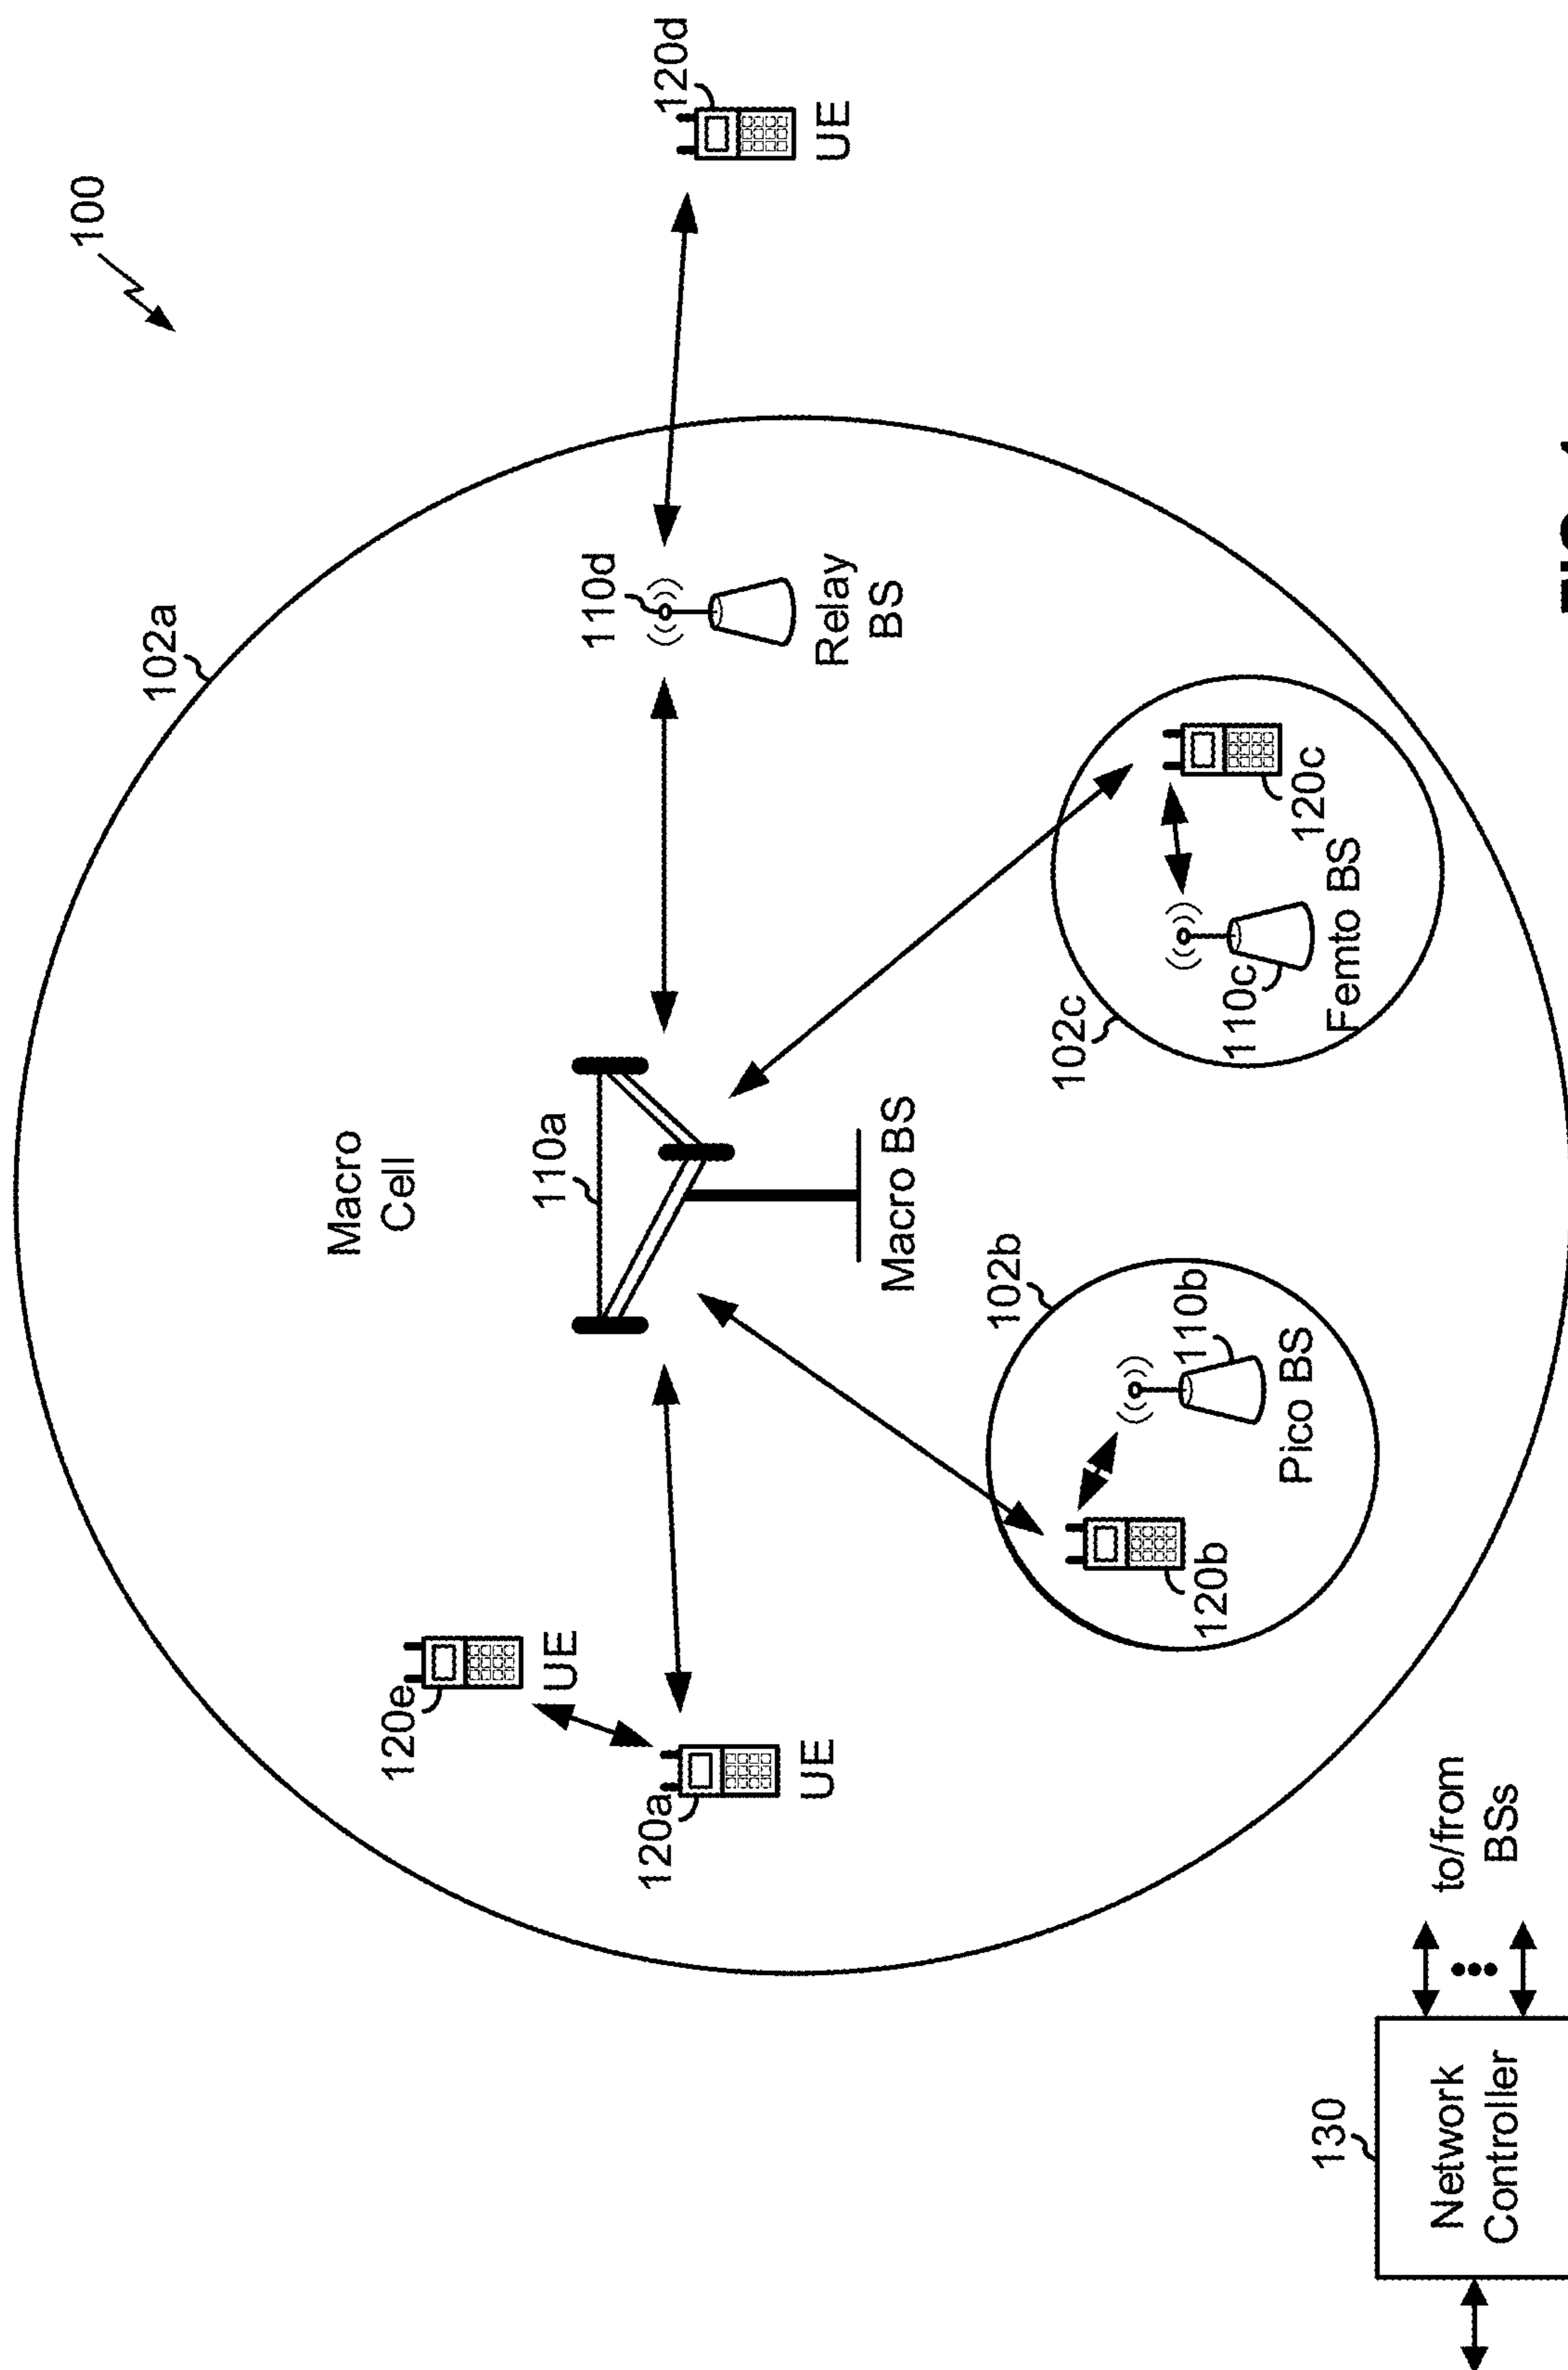 100
102a
Macro
Cell
120e
UE
110a
110d
120d
UE
120a
UE
Relay
BS
Macro BS
102b
102c
120b
110b
Pico BS
120c
110c
Femto BS
130
Network
Controller
to/from
BSs